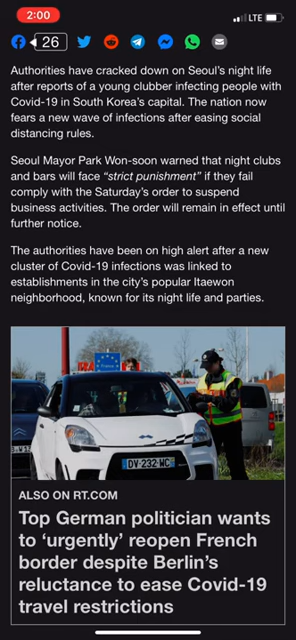 2:00
LTE
26
Authorities have cracked down on Seoul's night life
after reports of a young clubber infecting people with
Covid-19 in South Korea's capital. The nation now
fears a new wave of infections after easing social
distancing rules.
Seoul Mayor Park Won-soon warned that night clubs
and bars will face "strict punishment" if they fail
comply with the Saturday's order to suspend
business activities. The order will remain in effect until
further notice.
The authorities have been on high alert after a new
cluster of Covid-19 infections was linked to
establishments in the city's popular Itaewon
neighborhood, known for its night life and parties.
DV-232-WC
ALSO ON RT.COM
Top German politician wants
to 'urgently' reopen French
border despite Berlin's
reluctance to ease Covid-19
travel restrictions